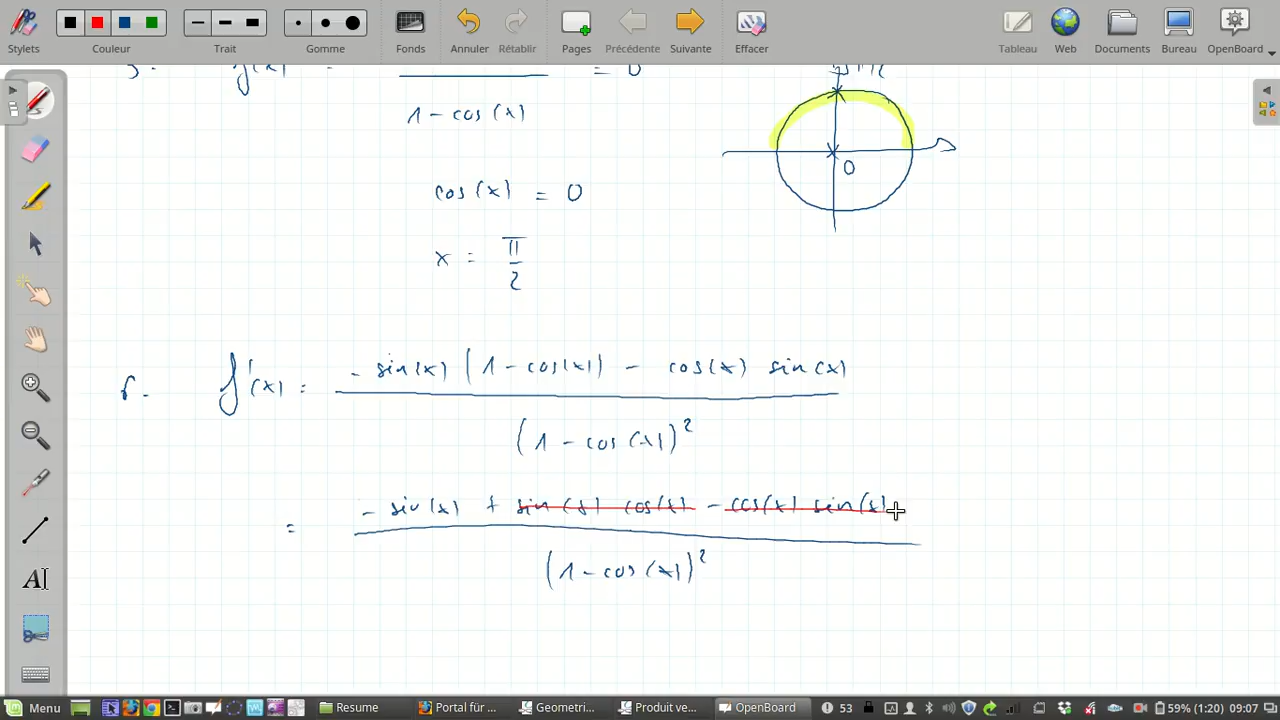 Stylets Couleur Trait Gomme Fonds Annuler Rétablir Pages Précédente Suivante Effacer Tableau Web Documents Bureau OpenBoard
f(x) = = 0
1 - cos(x)
0
cos(x) = 0
x = π/2
6. f'(x) = - sin(x) (1 - cos(x)) - cos(x) sin(x)
(1 - cos(x))²
= - sin(x) + sin(x) cos(x) - cos(x) sin(x)
(1 - cos(x))²
Menu Resume Portal für ... Geometri... Produit ve... OpenBoard 53 59% (1:20) 09:07